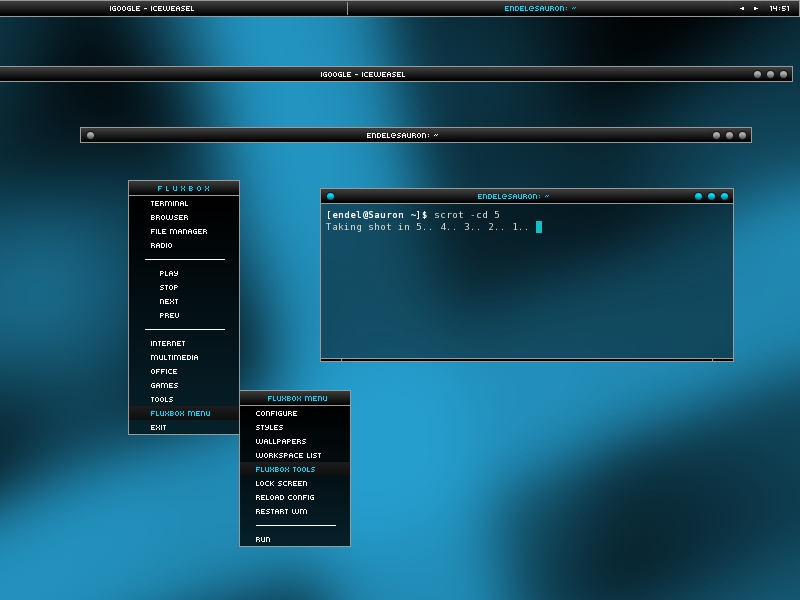 IGOOGLE - ICEWEASEL
ENDEL@SAURON: ~
14:51
IGOOGLE - ICEWEASEL
ENDEL@SAURON: ~
FLUXBOX
TERMINAL
BROWSER
FILE MANAGER
RADIO
PLAY
STOP
NEXT
PREV
INTERNET
MULTIMEDIA
OFFICE
GAMES
TOOLS
FLUXBOX MENU
EXIT
ENDEL@SAURON: ~
[endel@Sauron ~]$ scrot -cd 5
Taking shot in 5.. 4.. 3.. 2.. 1..
FLUXBOX MENU
CONFIGURE
STYLES
WALLPAPERS
WORKSPACE LIST
FLUXBOX TOOLS
LOCK SCREEN
RELOAD CONFIG
RESTART WM
RUN